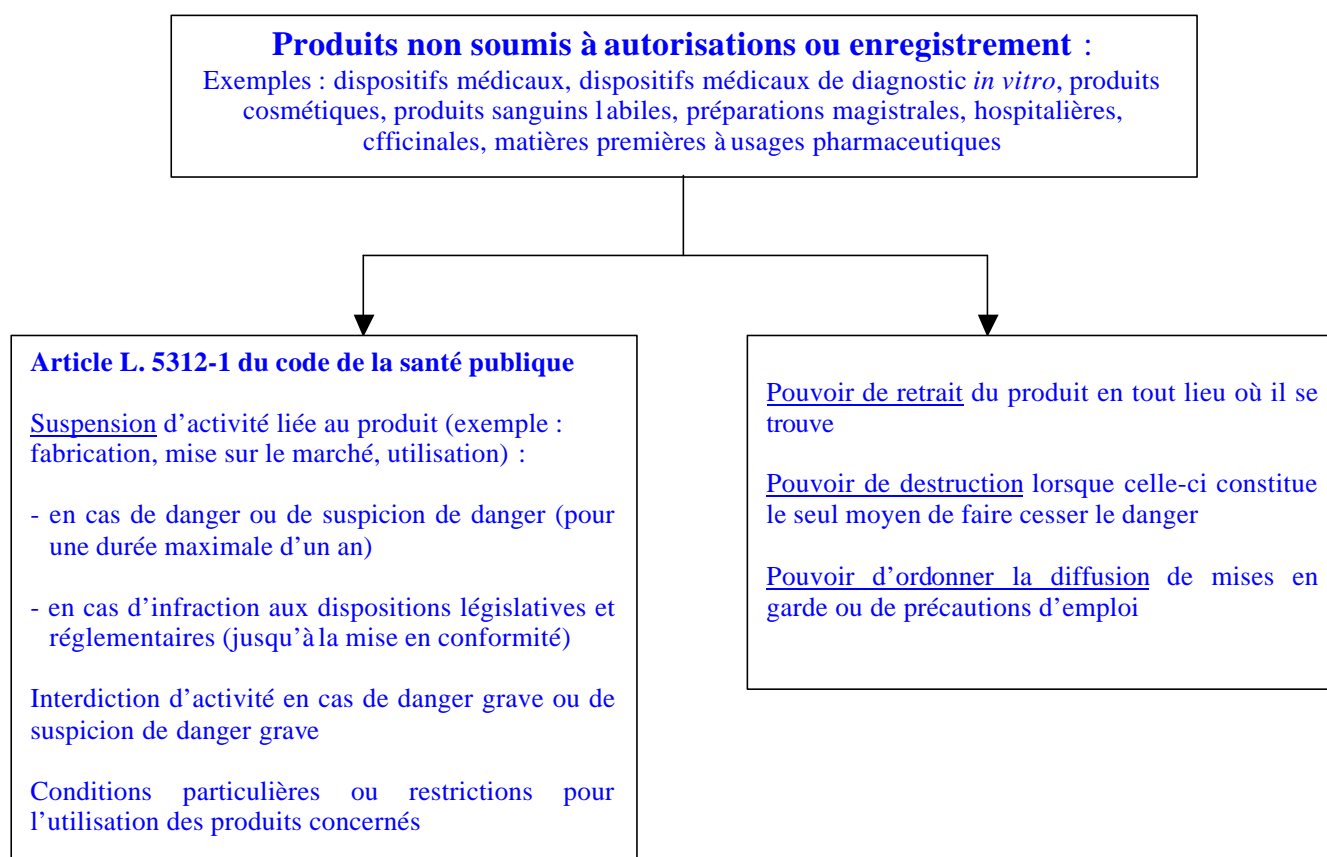 Produits non soumis à autorisations ou enregistrement :
Exemples : dispositifs médicaux, dispositifs médicaux de diagnostic in vitro, produits
cosmétiques, produits sanguins labiles, préparations magistrales, hospitalières,
cfficinales, matières premières à usages pharmaceutiques
Article L. 5312-1 du code de la santé publique
Suspension d’activité liée au produit (exemple :
fabrication, mise sur le marché, utilisation) :
- en cas de danger ou de suspicion de danger (pour
une durée maximale d’un an)
- en cas d’infraction aux dispositions législatives et
réglementaires (jusqu’à la mise en conformité)
Interdiction d’activité en cas de danger grave ou de
suspicion de danger grave
Conditions particulières ou restrictions pour
l’utilisation des produits concernés
Pouvoir de retrait du produit en tout lieu où il se
trouve
Pouvoir de destruction lorsque celle-ci constitue
le seul moyen de faire cesser le danger
Pouvoir d’ordonner la diffusion de mises en
garde ou de précautions d’emploi